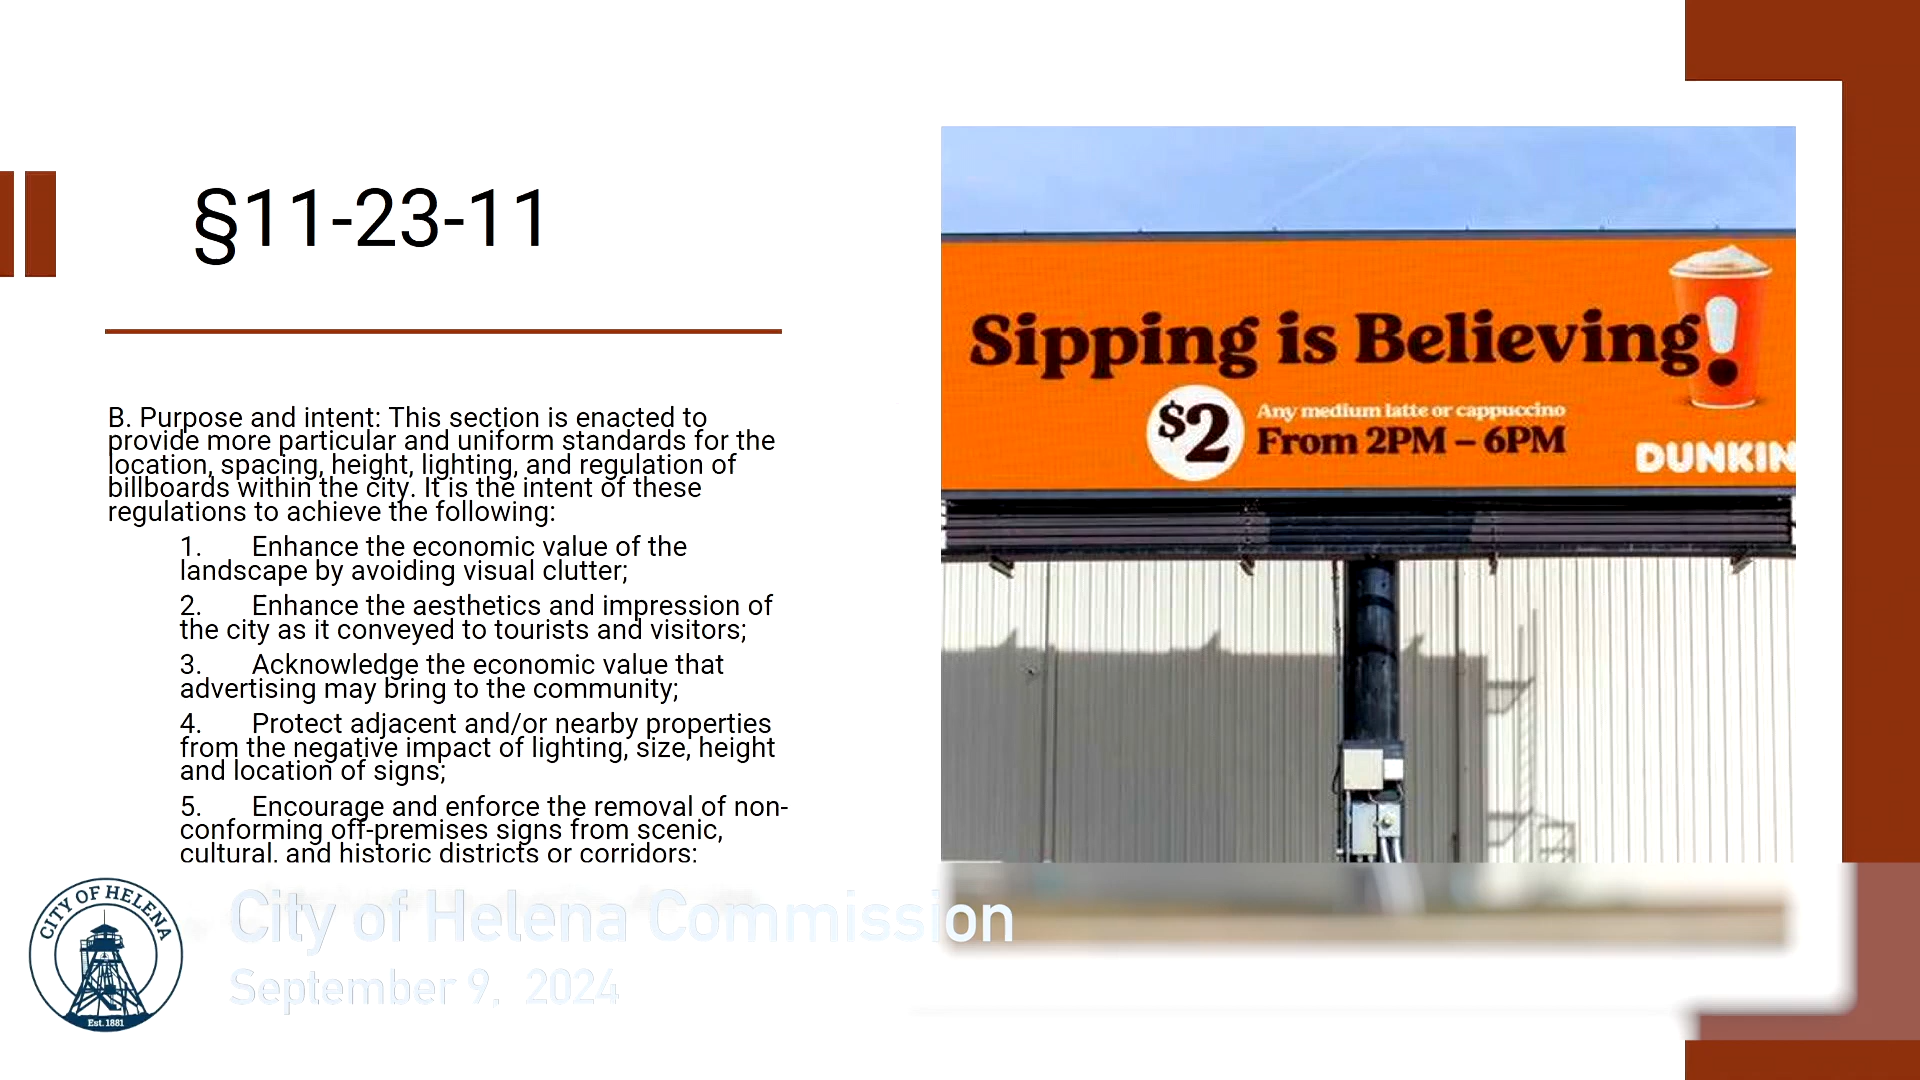 §11-23-11
B. Purpose and intent: This section is enacted to
provide more particular and uniform standards for the
location, spacing, height, lighting, and regulation of
billboards within the city. It is the intent of these
regulations to achieve the following:
1. Enhance the economic value of the
landscape by avoiding visual clutter;
2. Enhance the aesthetics and impression of
the city as it conveyed to tourists and visitors;
3. Acknowledge the economic value that
advertising may bring to the community;
4. Protect adjacent and/or nearby properties
from the negative impact of lighting, size, height
and location of signs;
5. Encourage and enforce the removal of non-
conforming off-premises signs from scenic,
cultural, and historic districts or corridors;
Sipping is Believing!
$2
Any medium latte or cappuccino
From 2PM – 6PM
DUNKIN
CITY OF HELENA
Est. 1881
City of Helena Commission
September 9, 2024